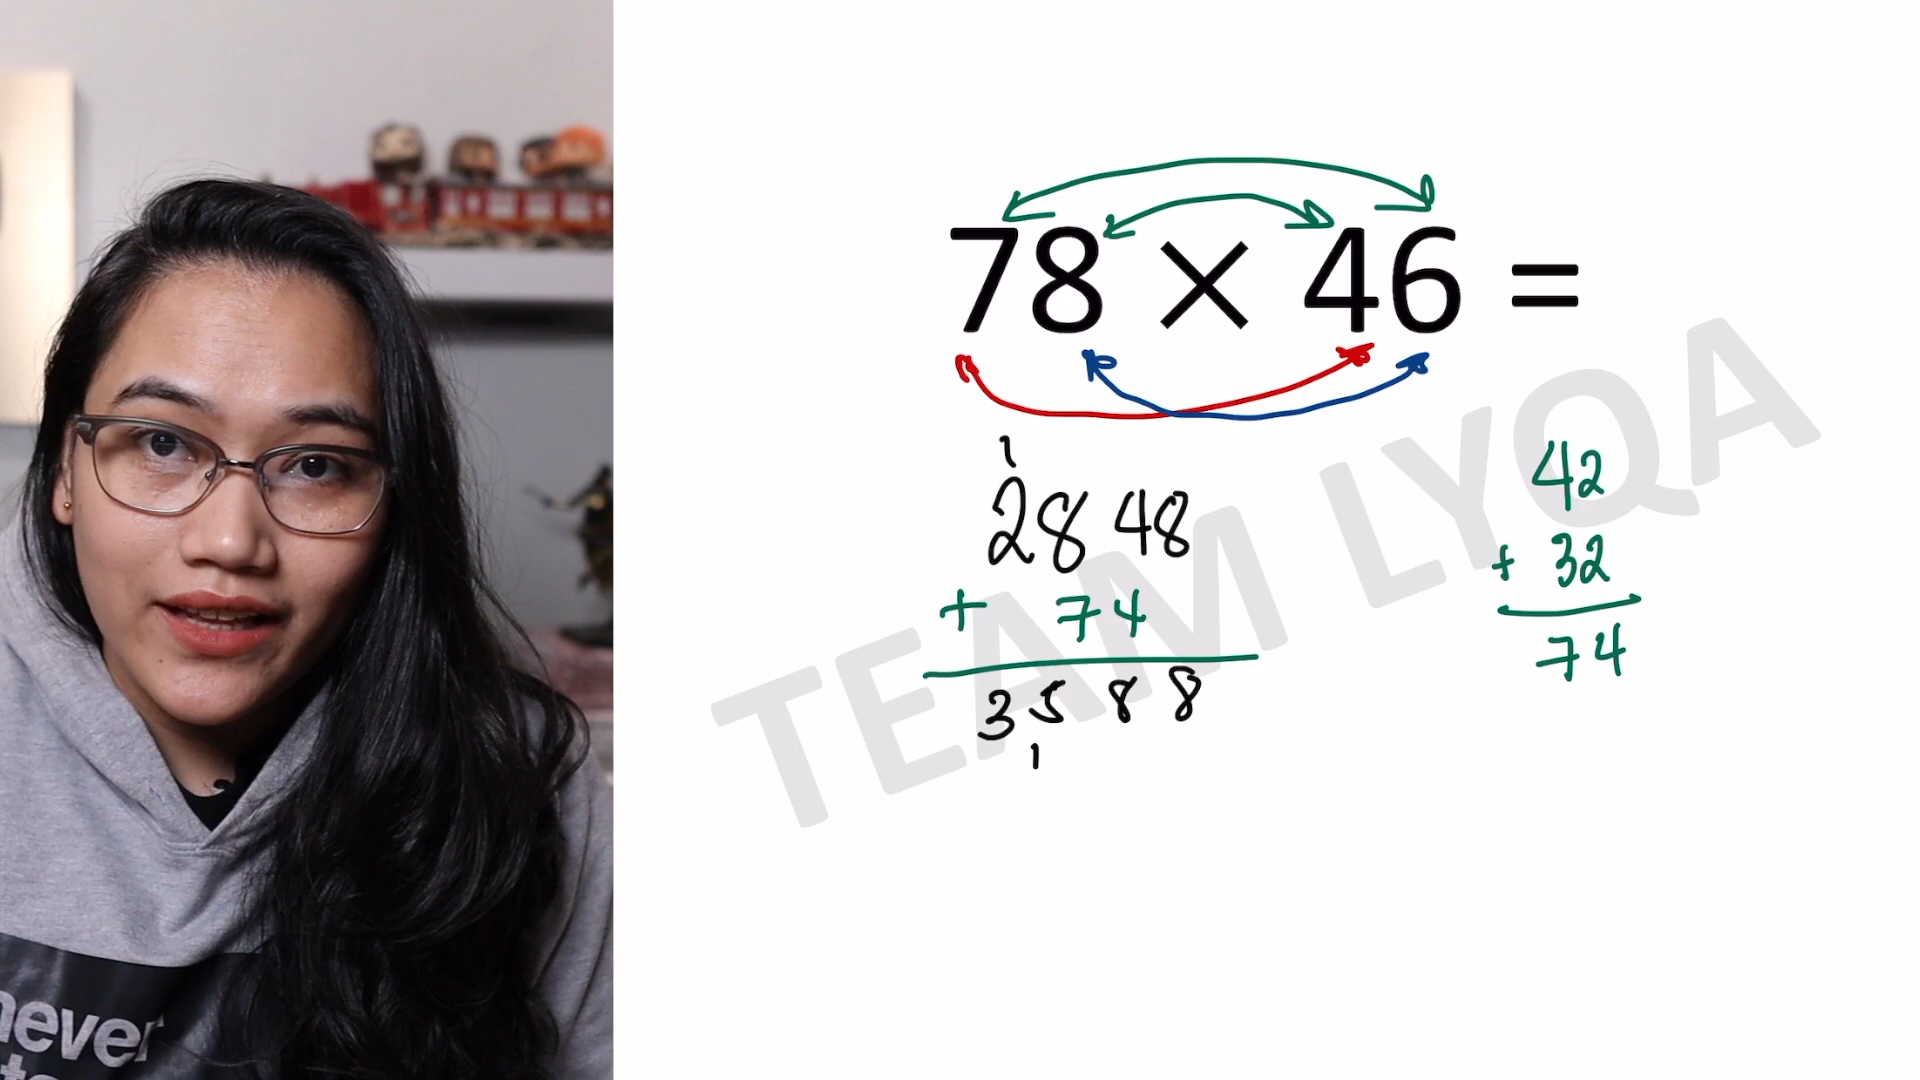 78 × 46 =
1
2848
+ 74
3588
1
42
+ 32
74
TEAM LYQA
never